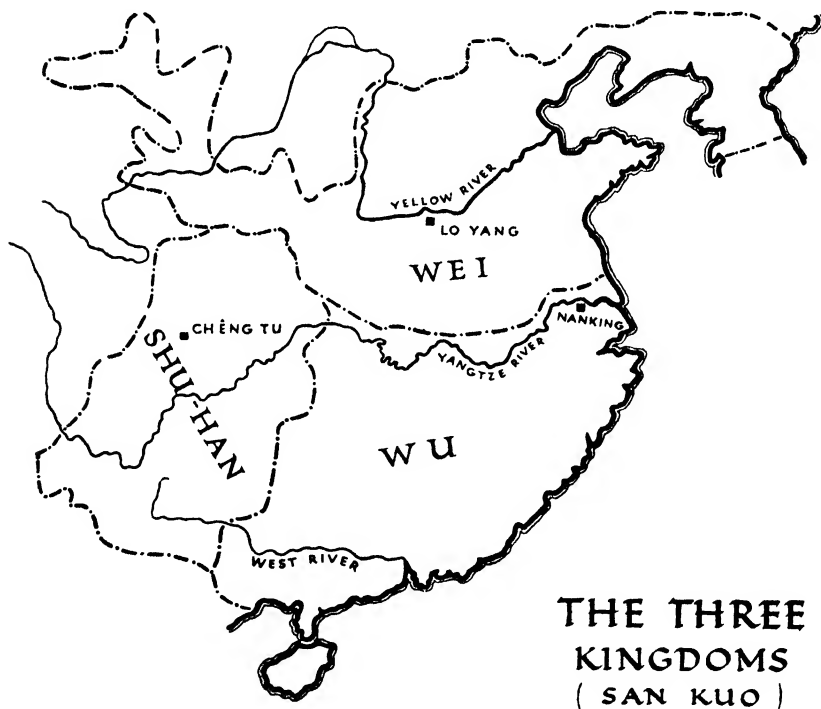 YELLOW RIVER
LO YANG
WEI
CHÊNG TU
NANKING
SHU-HAN
YANGTZE RIVER
WU
WEST RIVER
THE THREE
KINGDOMS
( SAN KUO )